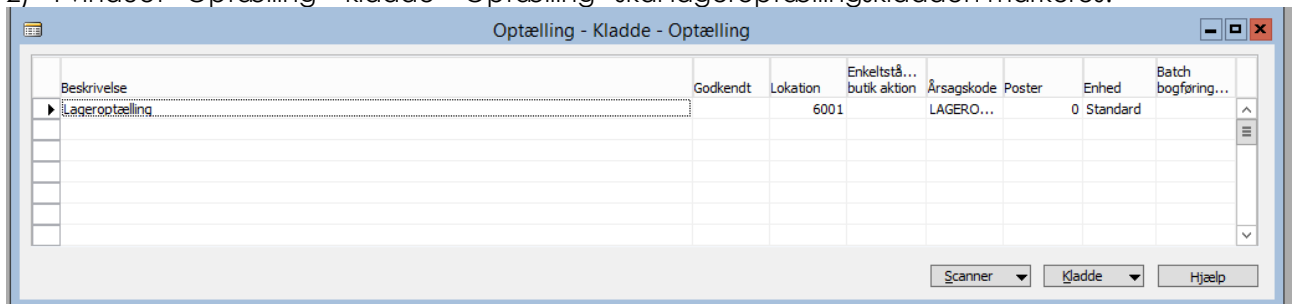 Optælling - Kladde - Optælling
Beskrivelse Godkendt Lokation Enkeltstå... butik aktion Årsagskode Poster Enhed Batch bogføring...
Lageroptælling 6001 LAGERO... 0 Standard
Scanner Kladde Hjælp